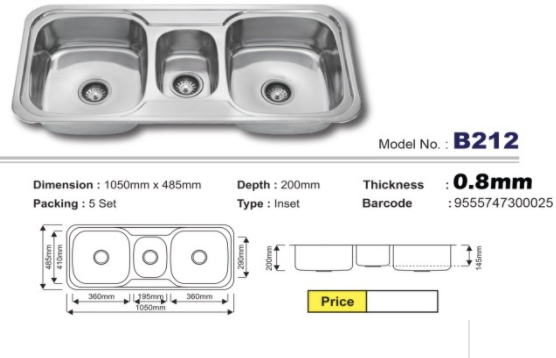 Model No. : B212
Dimension : 1050mm x 485mm Depth : 200mm Thickness : 0.8mm
Packing : 5 Set Type : Inset Barcode : 9555747300025
485mm
410mm
290mm
360mm 195mm 360mm
1050mm
200mm
145mm
Price